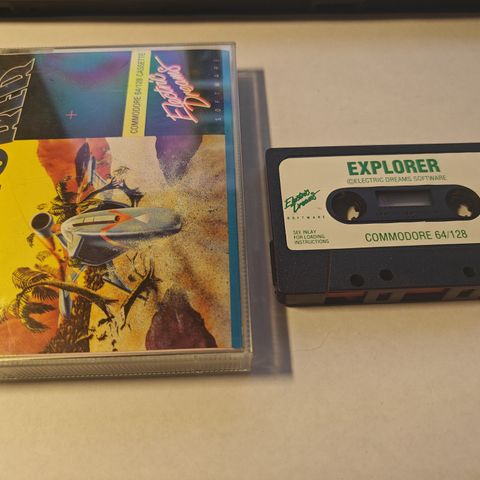 COMMODORE 64/128 CASSETTE
Electric
Dreams
SOFTWARE
EXPLORER
©ELECTRIC DREAMS SOFTWARE
Electric
Dreams
SOFTWARE
SEE INLAY
FOR LOADING
INSTRUCTIONS
COMMODORE 64/128